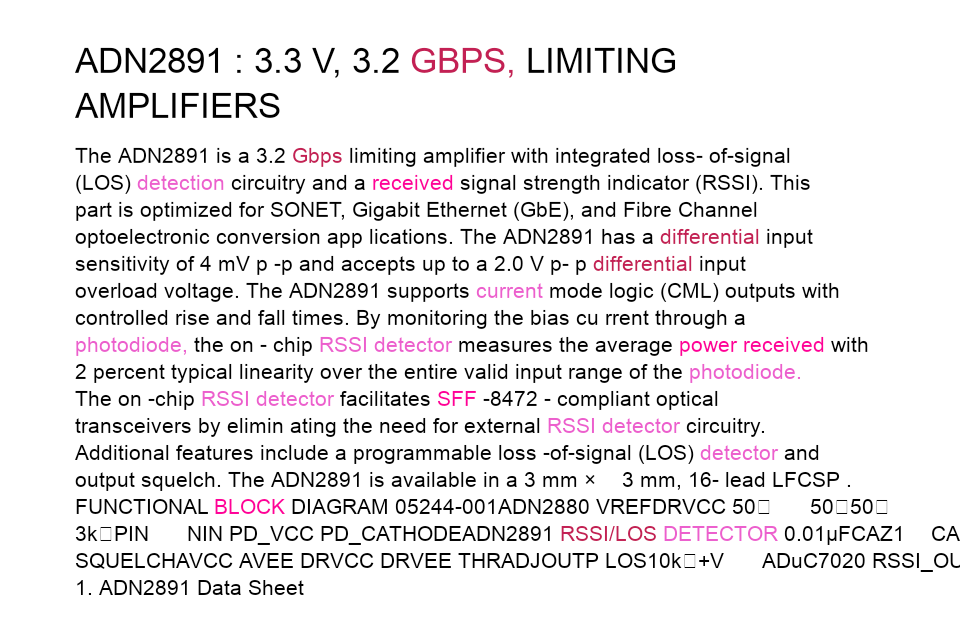 ADN2891 : 3.3 V, 3.2 GBPS, LIMITING
AMPLIFIERS
The ADN2891 is a 3.2 Gbps limiting amplifier with integrated loss- of-signal
(LOS) detection circuitry and a received signal strength indicator (RSSI). This
part is optimized for SONET, Gigabit Ethernet (GbE), and Fibre Channel
optoelectronic conversion app lications. The ADN2891 has a differential input
sensitivity of 4 mV p -p and accepts up to a 2.0 V p- p differential input
overload voltage. The ADN2891 supports current mode logic (CML) outputs with
controlled rise and fall times. By monitoring the bias cu rrent through a
photodiode, the on - chip RSSI detector measures the average power received with
2 percent typical linearity over the entire valid input range of the photodiode.
The on -chip RSSI detector facilitates SFF -8472 - compliant optical
transceivers by elimin ating the need for external RSSI detector circuitry.
Additional features include a programmable loss -of-signal (LOS) detector and
output squelch. The ADN2891 is available in a 3 mm × 3 mm, 16- lead LFCSP .
FUNCTIONAL BLOCK DIAGRAM 05244-001ADN2880 VREFDRVCC 50□ 50□50□
3k□PIN NIN PD_VCC PD_CATHODEADN2891 RSSI/LOS DETECTOR 0.01µFCAZ1 CA
SQUELCHAVCC AVEE DRVCC DRVEE THRADJOUTP LOS10k□+V ADuC7020 RSSI_OU
1. ADN2891 Data Sheet